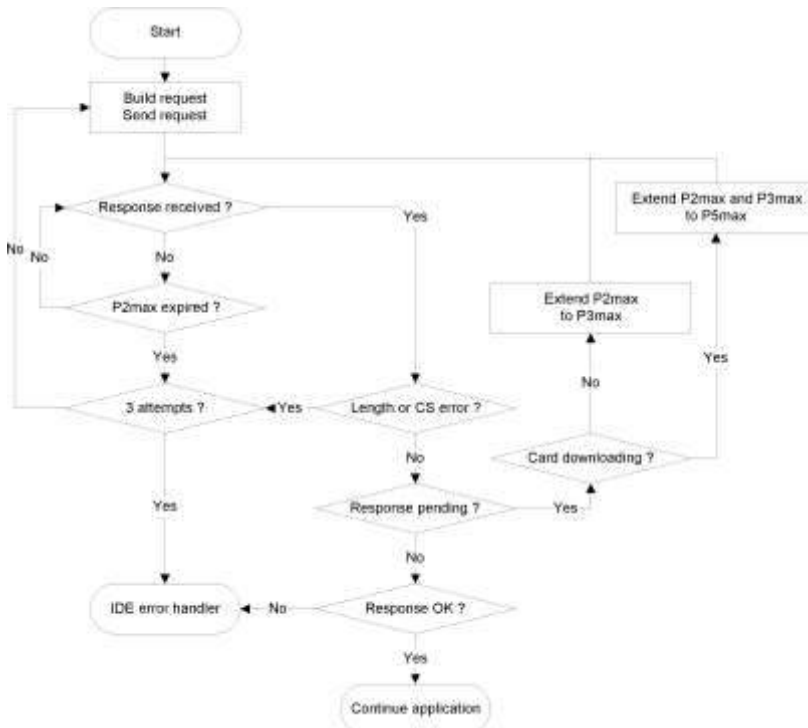 Start
Build request
Send request
Response received ?
Yes
Extend P2max and P3max
to P5max
No
No
No
P2max expired ?
Extend P2max
to P3max
Yes
Yes
No
3 attempts ?
Yes
Length or CS error ?
No
Card downloading ?
Yes
Response pending ?
Yes
No
IDE error handler
No
Response OK ?
Yes
Continue application